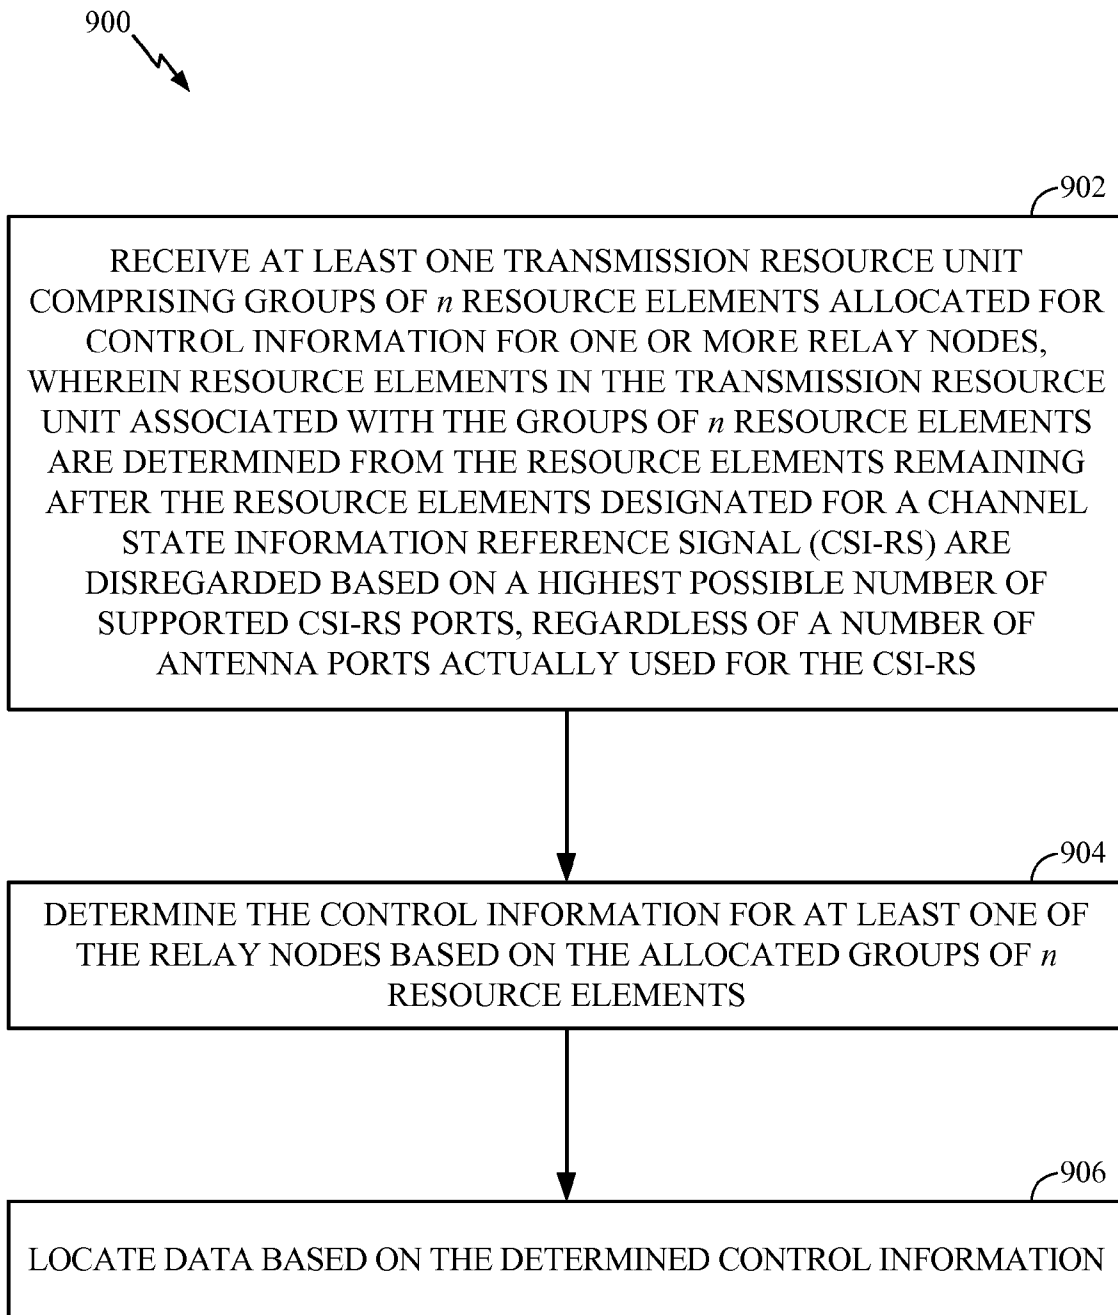 900
902
RECEIVE AT LEAST ONE TRANSMISSION RESOURCE UNIT
COMPRISING GROUPS OF n RESOURCE ELEMENTS ALLOCATED FOR
CONTROL INFORMATION FOR ONE OR MORE RELAY NODES,
WHEREIN RESOURCE ELEMENTS IN THE TRANSMISSION RESOURCE
UNIT ASSOCIATED WITH THE GROUPS OF n RESOURCE ELEMENTS
ARE DETERMINED FROM THE RESOURCE ELEMENTS REMAINING
AFTER THE RESOURCE ELEMENTS DESIGNATED FOR A CHANNEL
STATE INFORMATION REFERENCE SIGNAL (CSI-RS) ARE
DISREGARDED BASED ON A HIGHEST POSSIBLE NUMBER OF
SUPPORTED CSI-RS PORTS, REGARDLESS OF A NUMBER OF
ANTENNA PORTS ACTUALLY USED FOR THE CSI-RS
904
DETERMINE THE CONTROL INFORMATION FOR AT LEAST ONE OF
THE RELAY NODES BASED ON THE ALLOCATED GROUPS OF n
RESOURCE ELEMENTS
906
LOCATE DATA BASED ON THE DETERMINED CONTROL INFORMATION